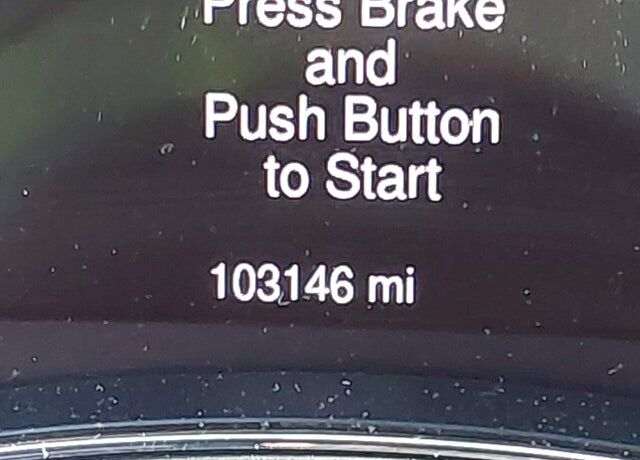 Press Brake
and
Push Button
to Start
103146 mi